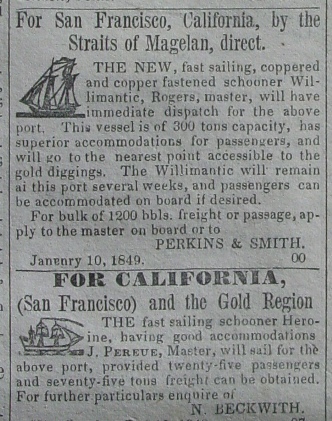 For San Francisco, California, by the
Straits of Magelan, direct.
THE NEW, fast sailing, coppered
and copper fastened schooner Wil-
limantic, Rogers, master, will have
immediate dispatch for the above
port. This vessel is of 300 tons capacity, has
superior accommodations for passengers, and
will go to the nearest point accessible to the
gold diggings. The Willimantic will remain
at this port several weeks, and passengers can
be accommodated on board if desired.
For bulk of 1200 bbls. freight or passage, ap-
ply to the master on board or to
PERKINS & SMITH.
January 10, 1849. 00
FOR CALIFORNIA,
(San Francisco) and the Gold Region
THE fast sailing schooner Hero-
ine, having good accommodations
J. PEREUE, Master, will sail for the
above port, provided twenty-five passengers
and seventy-five tons freight can be obtained.
For further particulars enquire of
N. BECKWITH.